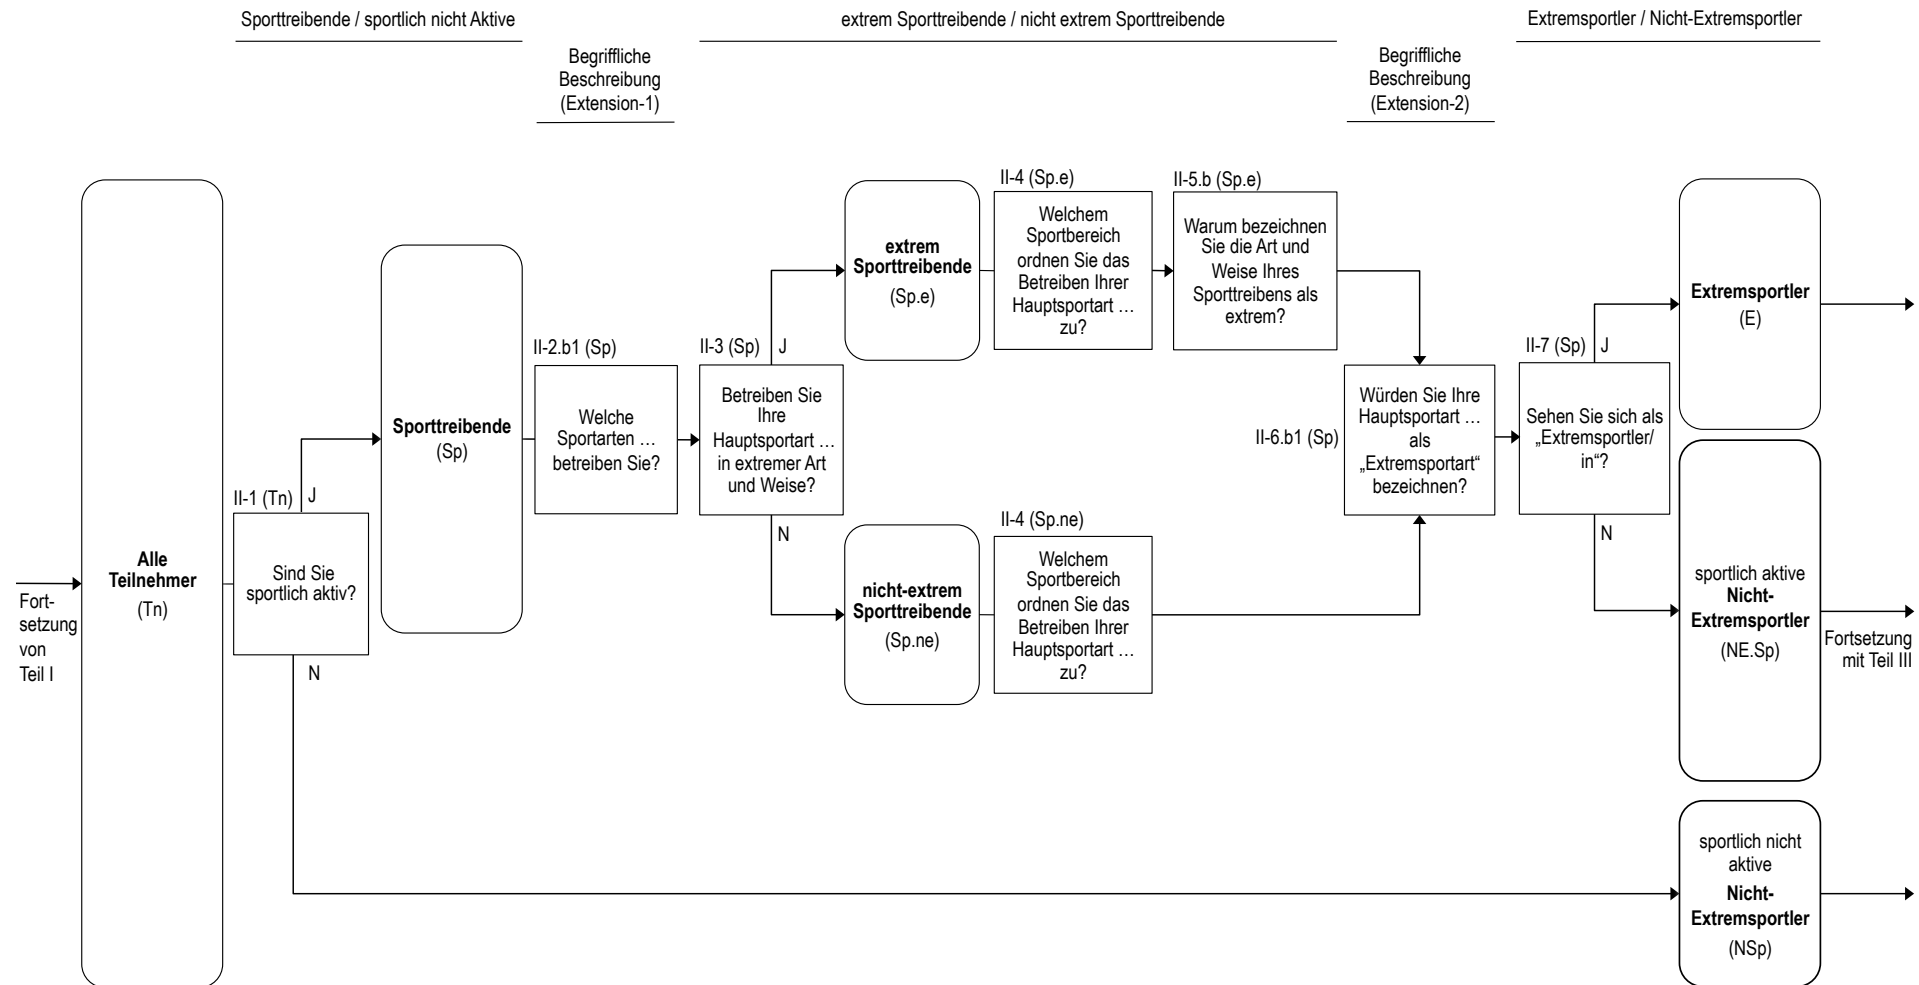 Sporttreibende / sportlich nicht Aktive
extrem Sporttreibende / nicht extrem Sporttreibende
Extremsportler / Nicht-Extremsportler
Begriffliche
Beschreibung
(Extension-1)
Begriffliche
Beschreibung
(Extension-2)
Fort-
setzung
von
Teil I
Alle
Teilnehmer
(Tn)
II-1 (Tn)
J
Sind Sie
sportlich aktiv?
N
Sporttreibende
(Sp)
II-2.b1 (Sp)
Welche
Sportarten …
betreiben Sie?
II-3 (Sp)
J
Betreiben Sie
Ihre
Hauptsportart …
in extremer Art
und Weise?
N
extrem
Sporttreibende
(Sp.e)
II-4 (Sp.e)
Welchem
Sportbereich
ordnen Sie das
Betreiben Ihrer
Hauptsportart …
zu?
II-5.b (Sp.e)
Warum bezeichnen
Sie die Art und
Weise Ihres
Sporttreibens als
extrem?
nicht-extrem
Sporttreibende
(Sp.ne)
II-4 (Sp.ne)
Welchem
Sportbereich
ordnen Sie das
Betreiben Ihrer
Hauptsportart …
zu?
II-6.b1 (Sp)
Würden Sie Ihre
Hauptsportart …
als
„Extremsportart“
bezeichnen?
II-7 (Sp)
J
Sehen Sie sich als
„Extremsportler/
in“?
N
Extremsportler
(E)
sportlich aktive
Nicht-
Extremsportler
(NE.Sp)
Fortsetzung
mit Teil III
sportlich nicht
aktive
Nicht-
Extremsportler
(NSp)